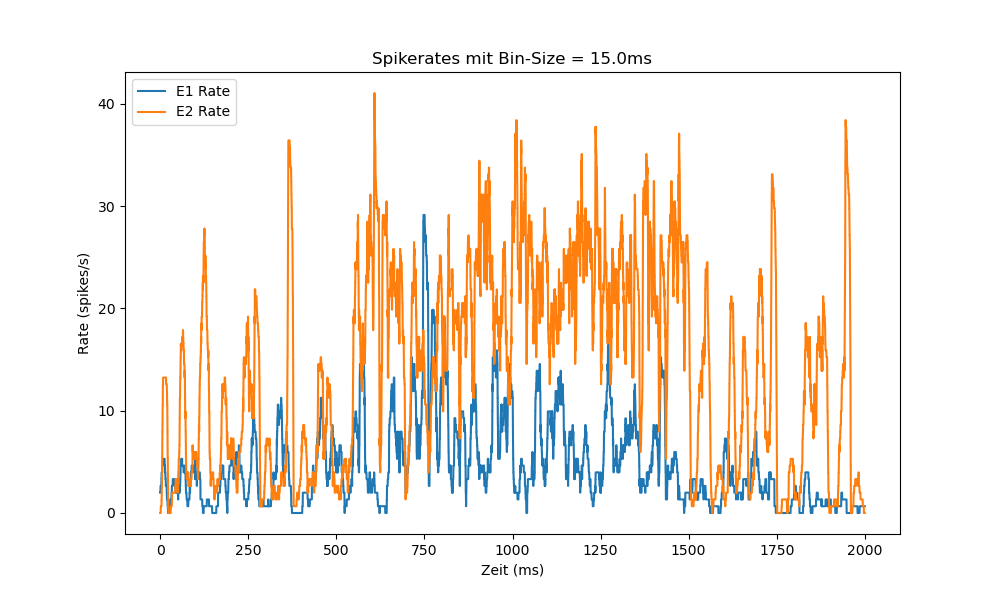 Spikerates mit Bin-Size = 15.0ms
E1 Rate
E2 Rate
40
30
20
10
0
Rate (spikes/s)
0 250 500 750 1000 1250 1500 1750 2000
Zeit (ms)